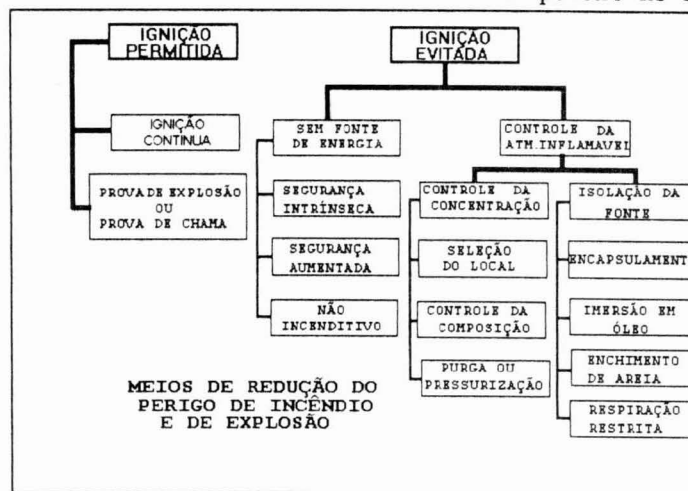 IGNIÇÃO
PERMITIDA
IGNIÇÃO
CONTINUA
PROVA DE EXPLOSÃO
OU
PROVA DE CHAMA
IGNIÇÃO
EVITADA
SEM FONTE
DE ENERGIA
SEGURANÇA
INTRÍNSECA
SEGURANÇA
AUMENTADA
NÃO
INCENDITIVO
CONTROLE DA
ATM.INFLAMAVEL
CONTROLE DA
CONCENTRAÇÃO
SELEÇÃO
DO LOCAL
CONTROLE DA
COMPOSIÇÃO
PURGA OU
PRESSURIZAÇÃO
ISOLAÇÃO DA
FONTE
ENCAPSULAMENT
IMERSÃO EM
ÓLEO
ENCHIMENTO
DE AREIA
RESPIRAÇÃO
RESTRITA
MEIOS DE REDUÇÃO DO
PERIGO DE INCÊNDIO
E DE EXPLOSÃO